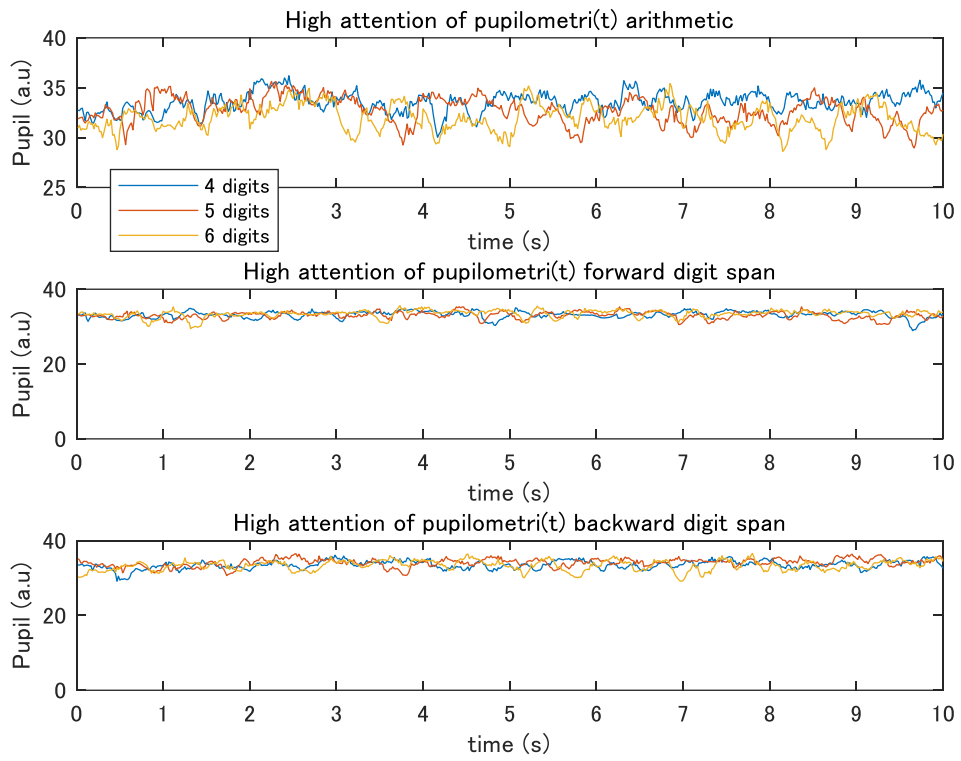 High attention of pupilometri(t) arithmetic
40
35
30
25
Pupil (a.u)
0 3 4 5 6 7 8 9 10
time (s)
4 digits
5 digits
6 digits
High attention of pupilometri(t) forward digit span
40
20
0
Pupil (a.u)
0 1 2 3 4 5 6 7 8 9 10
time (s)
High attention of pupilometri(t) backward digit span
40
20
0
Pupil (a.u)
0 1 2 3 4 5 6 7 8 9 10
time (s)